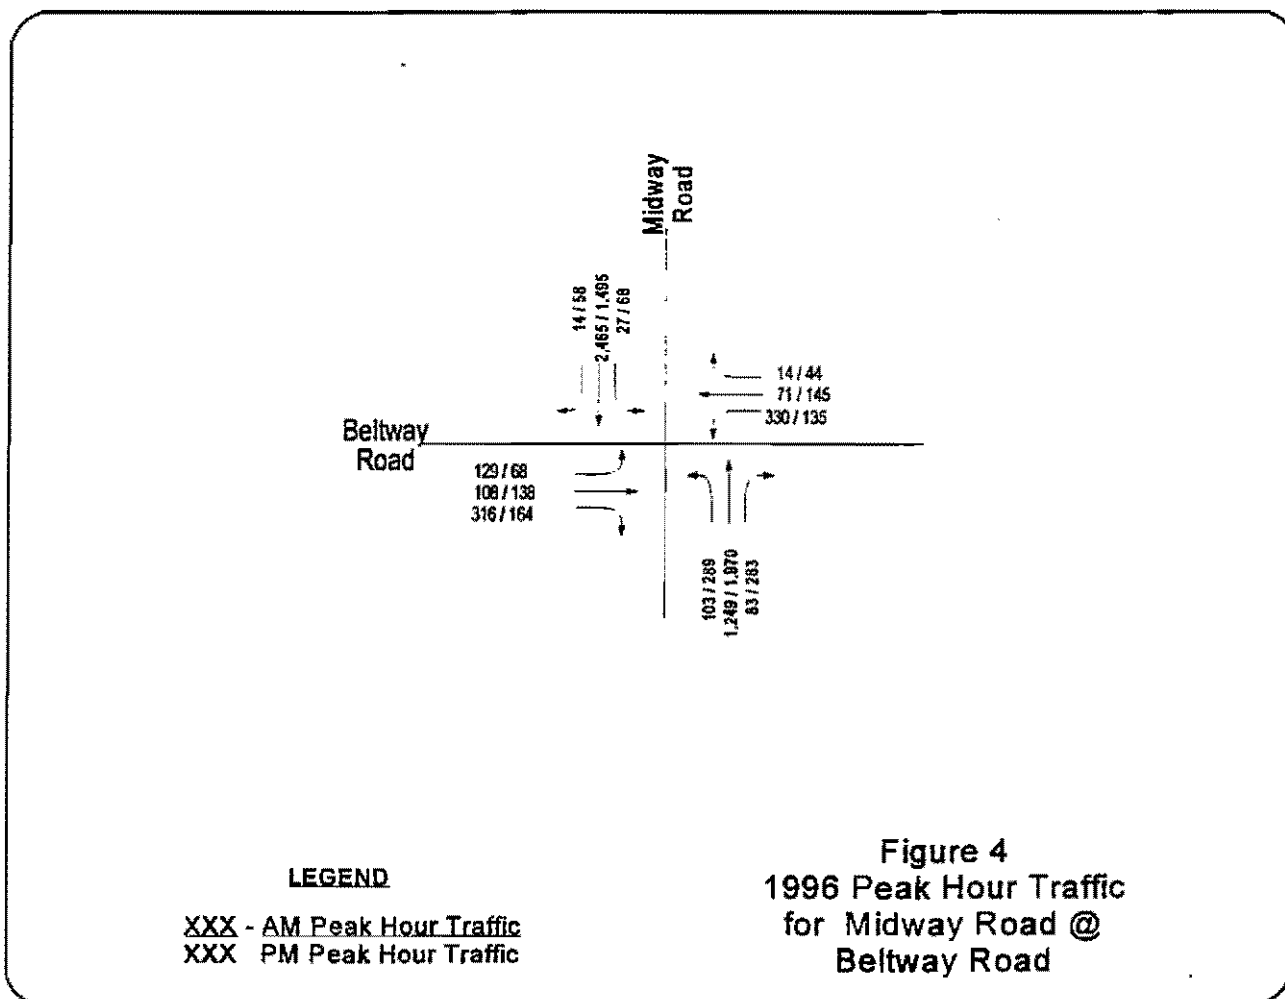 Midway
Road
14 / 58
2,465 / 1,495
27 / 68
14 / 44
71 / 145
330 / 135
Beltway
Road
129 / 68
108 / 138
316 / 164
103 / 289
1,249 / 1,970
83 / 283
LEGEND
XXX - AM Peak Hour Traffic
XXX PM Peak Hour Traffic
Figure 4
1996 Peak Hour Traffic
for Midway Road @
Beltway Road